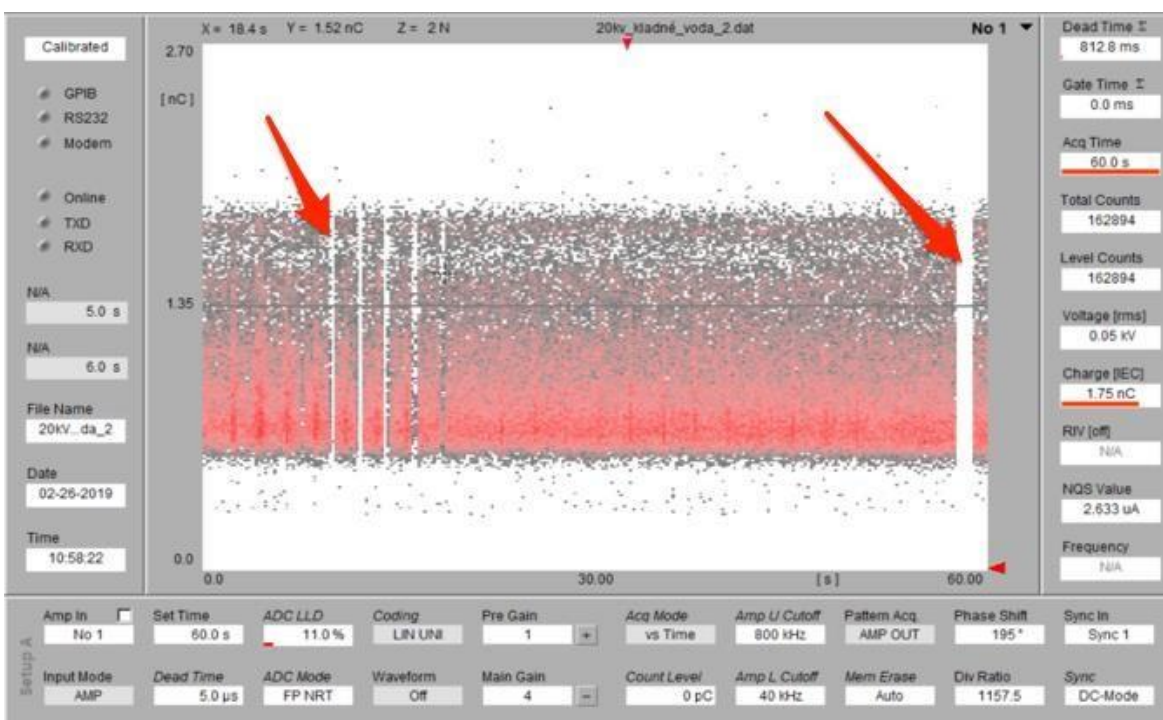 X = 18.4 s Y = 1.52 nC Z = 2 N 20kv_kladné_voda_2.dat No 1
Calibrated
GPIB
RS232
Modem
Online
TXD
RXD
N/A
5.0 s
N/A
6.0 s
File Name
20kV...da_2
Date
02-26-2019
Time
10:58:22
2.70
[nC]
1.35
0.0
0.0 30.00 [s] 60.00
Dead Time Σ
812.8 ms
Gate Time Σ
0.0 ms
Acq Time
60.0 s
Total Counts
162894
Level Counts
162894
Voltage [rms]
0.05 kV
Charge [IEC]
1.75 nC
RIV [off]
N/A
NQS Value
2.633 uA
Frequency
N/A
Setup A
Amp In Set Time ADC LLD Coding Pre Gain Acq Mode Amp U Cutoff Pattern Acq. Phase Shift Sync In
No 1 60.0 s 11.0 % LIN UNI 1 + vs Time 800 kHz AMP OUT 195° Sync 1
Input Mode Dead Time ADC Mode Waveform Main Gain Count Level Amp L Cutoff Mem Erase Div Ratio Sync
AMP 5.0 µs FP NRT Off 4 – 0 pC 40 kHz Auto 1157.5 DC-Mode